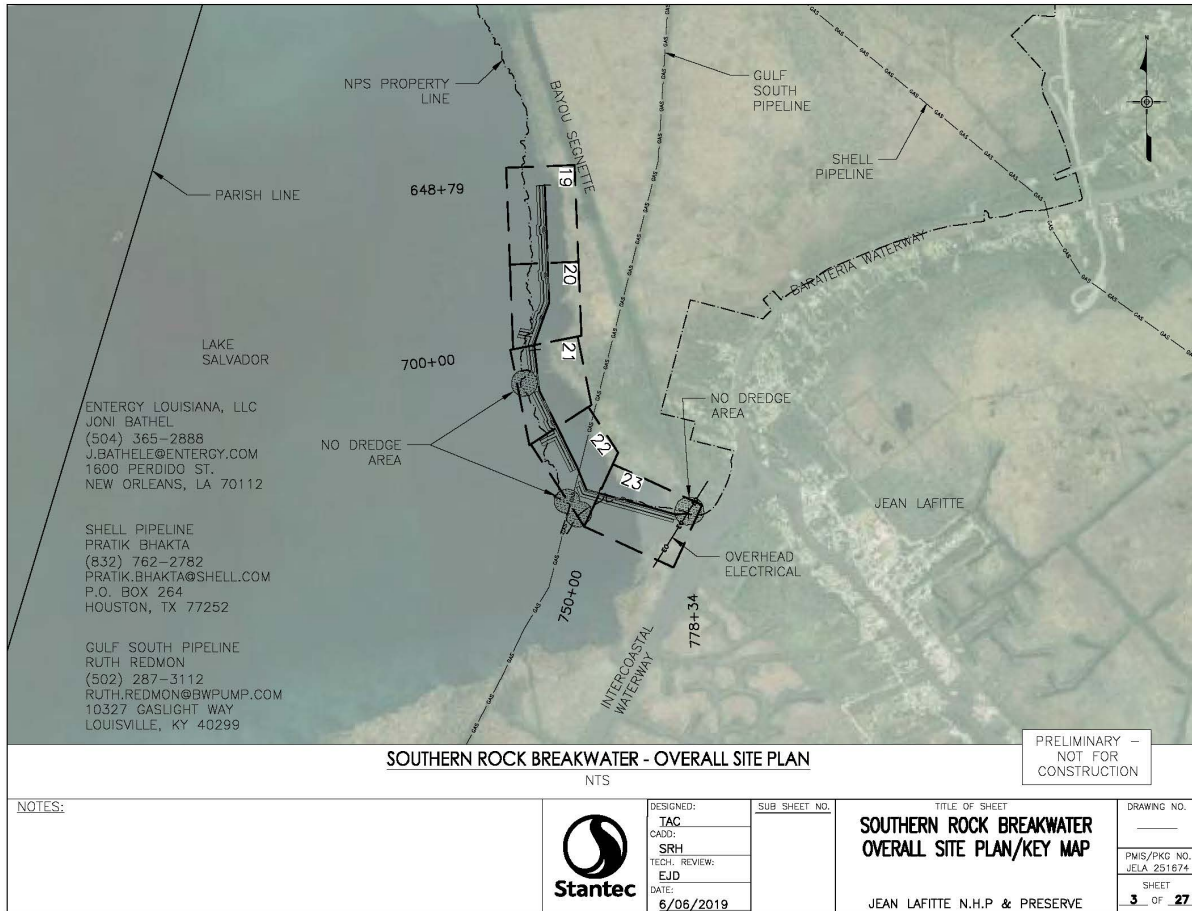 NPS PROPERTY
LINE
BAYOU SEGNETTE
GULF
SOUTH
PIPELINE
SHELL
PIPELINE
N
PARISH LINE
648+79
19
20
21
22
23
BARATERIA WATERWAY
LAKE
SALVADOR
700+00
NO DREDGE
AREA
NO DREDGE
AREA
JEAN LAFITTE
OVERHEAD
ELECTRICAL
750+00
778+34
INTERCOASTAL
WATERWAY
GAS
ENTERGY LOUISIANA, LLC
JONI BATHEL
(504) 365-2888
J.BATHELE@ENTERGY.COM
1600 PERDIDO ST.
NEW ORLEANS, LA 70112
SHELL PIPELINE
PRATIK BHAKTA
(832) 762-2782
PRATIK.BHAKTA@SHELL.COM
P.O. BOX 264
HOUSTON, TX 77252
GULF SOUTH PIPELINE
RUTH REDMON
(502) 287-3112
RUTH.REDMON@BWPUMP.COM
10327 GASLIGHT WAY
LOUISVILLE, KY 40299
SOUTHERN ROCK BREAKWATER - OVERALL SITE PLAN
NTS
PRELIMINARY -
NOT FOR
CONSTRUCTION
NOTES:
Stantec
DESIGNED:
TAC
CADD:
SRH
TECH. REVIEW:
EJD
DATE:
6/06/2019
SUB SHEET NO.
TITLE OF SHEET
SOUTHERN ROCK BREAKWATER
OVERALL SITE PLAN/KEY MAP
JEAN LAFITTE N.H.P & PRESERVE
DRAWING NO.
PMIS/PKG NO.
JELA 251674
SHEET
3 OF 27